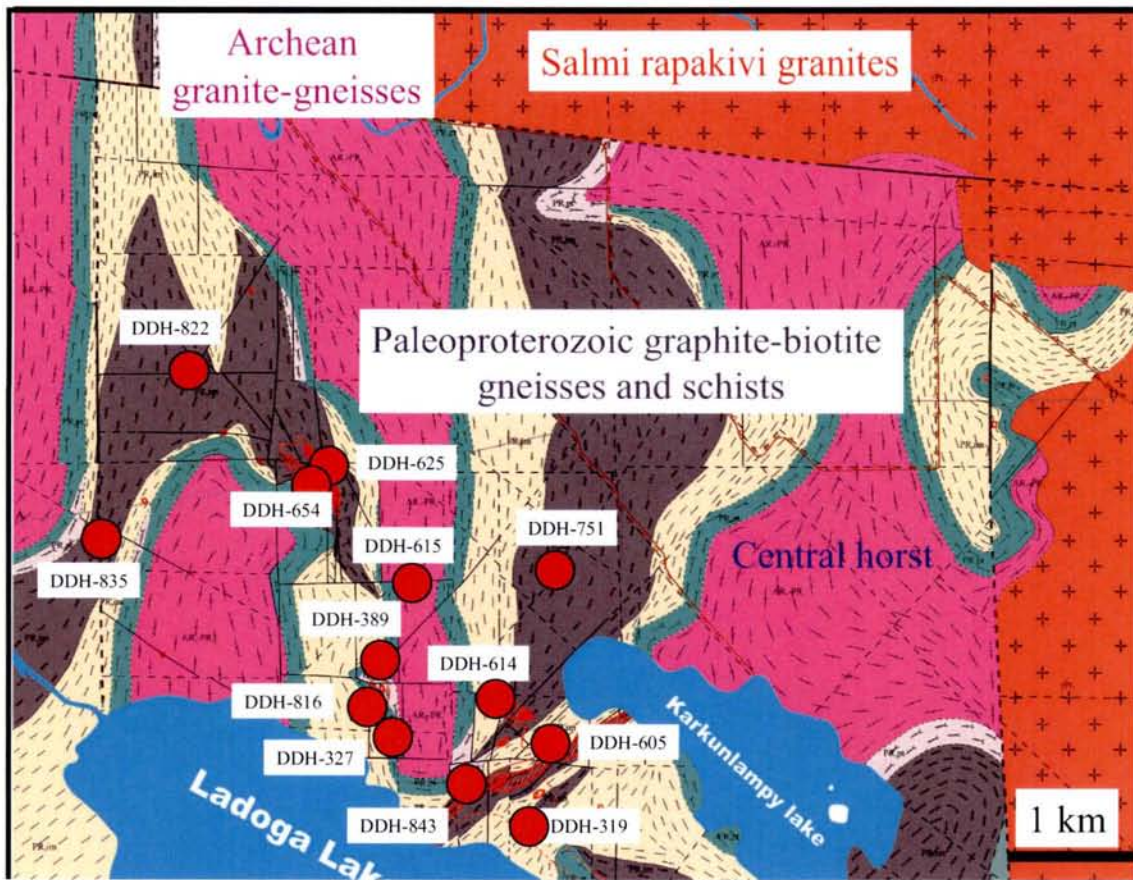 Archean
granite-gneisses
Salmi rapakivi granites
DDH-822
Paleoproterozoic graphite-biotite
gneisses and schists
DDH-625
DDH-654
DDH-751
DDH-615
Central horst
DDH-835
DDH-389
DDH-614
DDH-816
DDH-605
DDH-327
Karkunlampy lake
Ladoga Lak
DDH-843
DDH-319
1 km